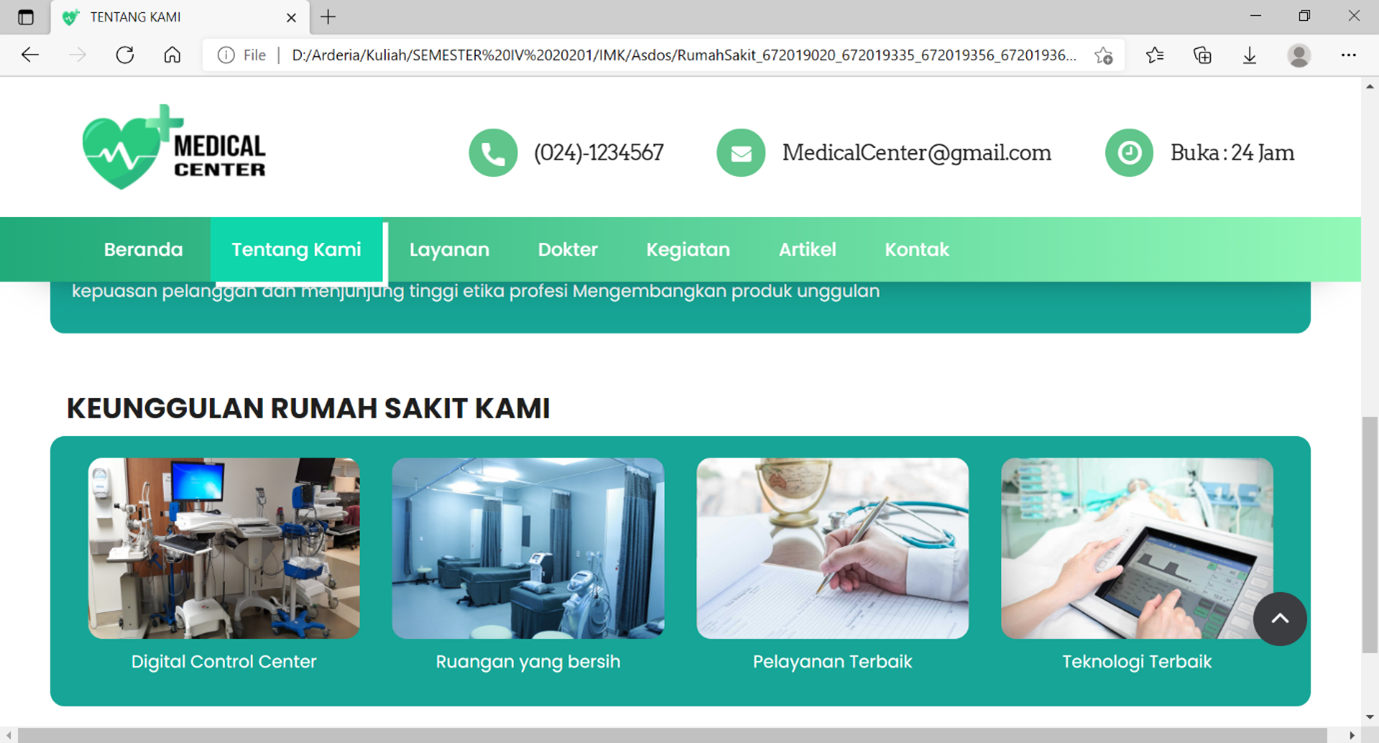 TENTANG KAMI
File
D:/Arderia/Kuliah/SEMESTER%20IV%2020201/IMK/Asdos/RumahSakit_672019020_672019335_672019356_67201936...
MEDICAL
CENTER
(024)-1234567
MedicalCenter@gmail.com
Buka : 24 Jam
Beranda
Tentang Kami
Layanan
Dokter
Kegiatan
Artikel
Kontak
kepuasan pelanggan dan menjunjung tinggi etika profesi Mengembangkan produk unggulan
KEUNGGULAN RUMAH SAKIT KAMI
Digital Control Center
Ruangan yang bersih
Pelayanan Terbaik
Teknologi Terbaik